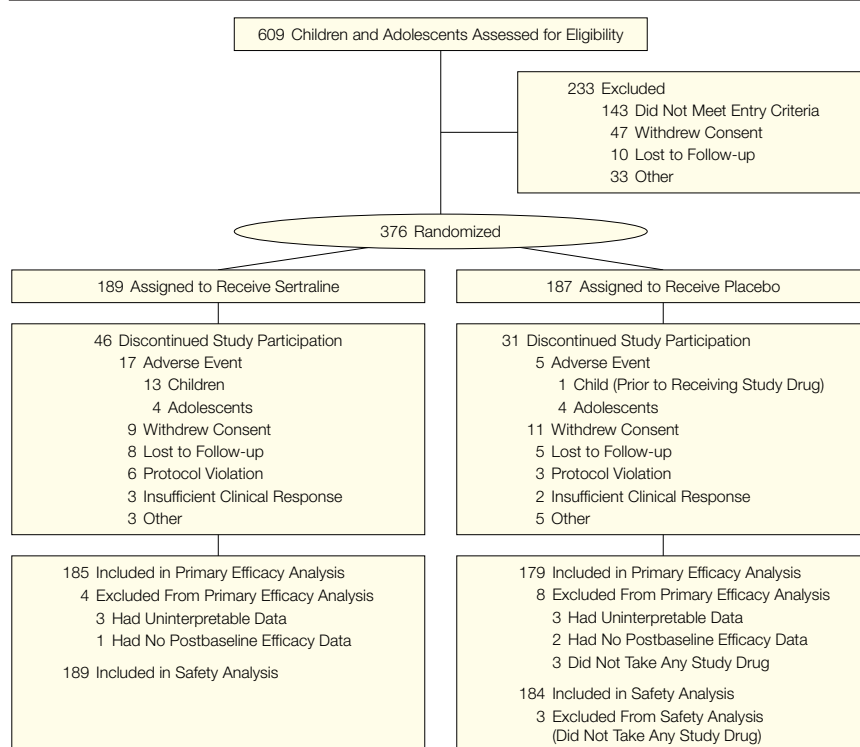 609 Children and Adolescents Assessed for Eligibility
233 Excluded
143 Did Not Meet Entry Criteria
47 Withdrew Consent
10 Lost to Follow-up
33 Other
376 Randomized
189 Assigned to Receive Sertraline
46 Discontinued Study Participation
17 Adverse Event
13 Children
4 Adolescents
9 Withdrew Consent
8 Lost to Follow-up
6 Protocol Violation
3 Insufficient Clinical Response
3 Other
185 Included in Primary Efficacy Analysis
4 Excluded From Primary Efficacy Analysis
3 Had Uninterpretable Data
1 Had No Postbaseline Efficacy Data
189 Included in Safety Analysis
187 Assigned to Receive Placebo
31 Discontinued Study Participation
5 Adverse Event
1 Child (Prior to Receiving Study Drug)
4 Adolescents
11 Withdrew Consent
5 Lost to Follow-up
3 Protocol Violation
2 Insufficient Clinical Response
5 Other
179 Included in Primary Efficacy Analysis
8 Excluded From Primary Efficacy Analysis
3 Had Uninterpretable Data
2 Had No Postbaseline Efficacy Data
3 Did Not Take Any Study Drug
184 Included in Safety Analysis
3 Excluded From Safety Analysis
(Did Not Take Any Study Drug)